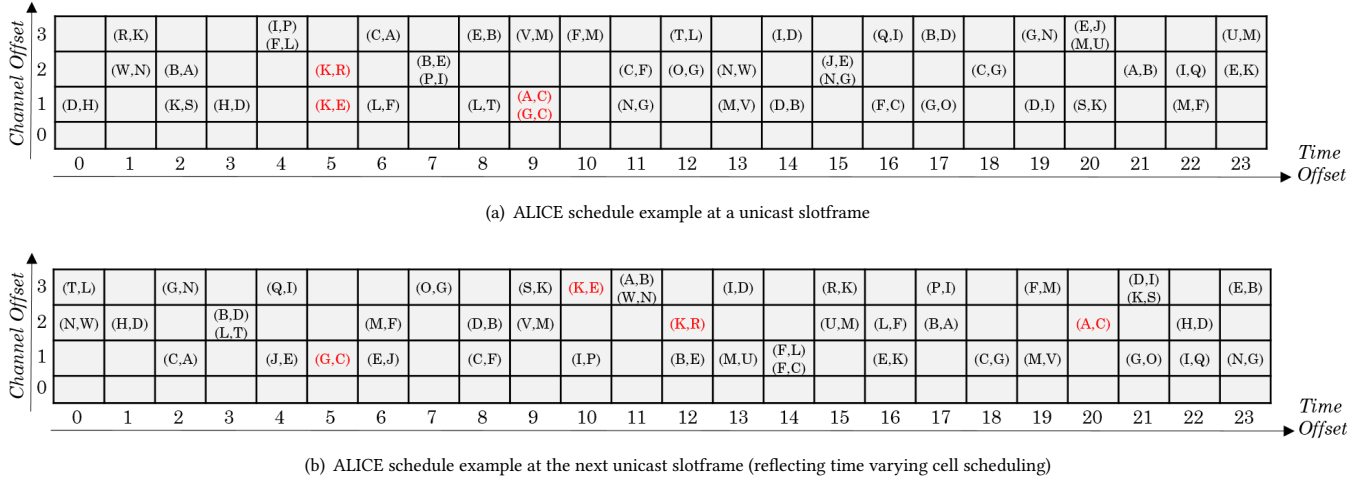 Channel Offset
3 (I,P) (E,J)
(R,K) (C,A) (E,B) (V,M) (F,M) (T,L) (I,D) (Q,I) (B,D) (G,N) (U,M)
(F,L) (M,U)
2 (B,E) (J,E)
(W,N) (B,A) (K,R) (C,F) (O,G) (N,W) (C,G) (A,B) (I,Q) (E,K)
(P,I) (N,G)
1 (A,C)
(D,H) (K,S) (H,D) (K,E) (L,F) (L,T) (N,G) (M,V) (D,B) (F,C) (G,O) (D,I) (S,K) (M,F)
(G,C)
0
0 1 2 3 4 5 6 7 8 9 10 11 12 13 14 15 16 17 18 19 20 21 22 23
Time
Offset
(a) ALICE schedule example at a unicast slotframe
Channel Offset
3 (A,B) (D,I)
(T,L) (G,N) (Q,I) (O,G) (S,K) (K,E) (I,D) (R,K) (P,I) (F,M) (E,B)
(W,N) (K,S)
2 (B,D)
(N,W) (H,D) (M,F) (D,B) (V,M) (K,R) (U,M) (L,F) (B,A) (A,C) (H,D)
(L,T)
1 (F,L)
(C,A) (J,E) (G,C) (E,J) (C,F) (I,P) (B,E) (M,U) (E,K) (C,G) (M,V) (G,O) (I,Q) (N,G)
(F,C)
0
0 1 2 3 4 5 6 7 8 9 10 11 12 13 14 15 16 17 18 19 20 21 22 23
Time
Offset
(b) ALICE schedule example at the next unicast slotframe (reflecting time varying cell scheduling)